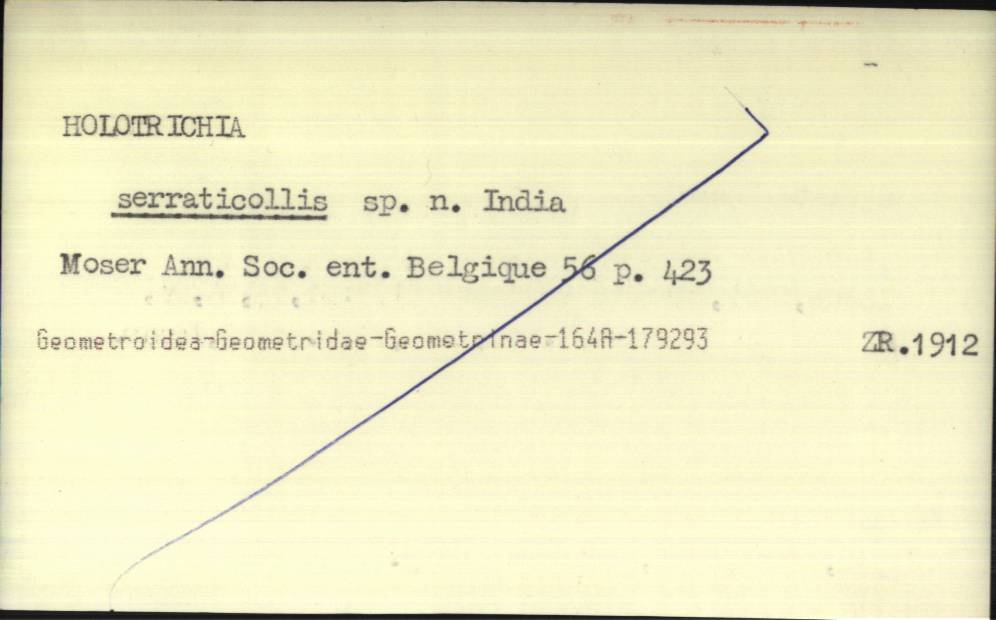 HOLOTRICHIA
serraticollis sp. n. India
Moser Ann. Soc. ent. Belgique 56 p. 423
Geometroidea-Geometridae-Geometrinae-164A-179293 ZR.1912